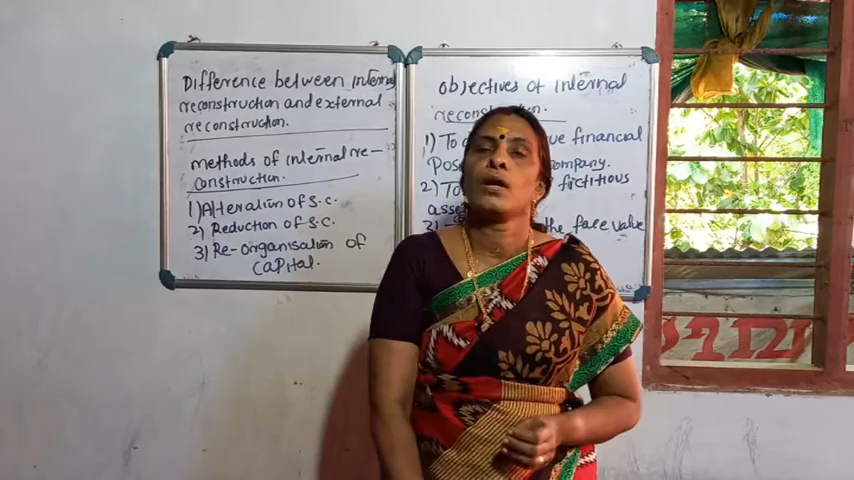 Difference between internal
reconstruction and external
reconstruction.
methods of internal re-
construction.
1) Alteration of S.C.
2) Reduction of S.C.
3) Re-organisation of
capital.
objectives of Internal
reconstruction.
1) To financial
Pos company.
2) To fictitious
asse
3) the face value